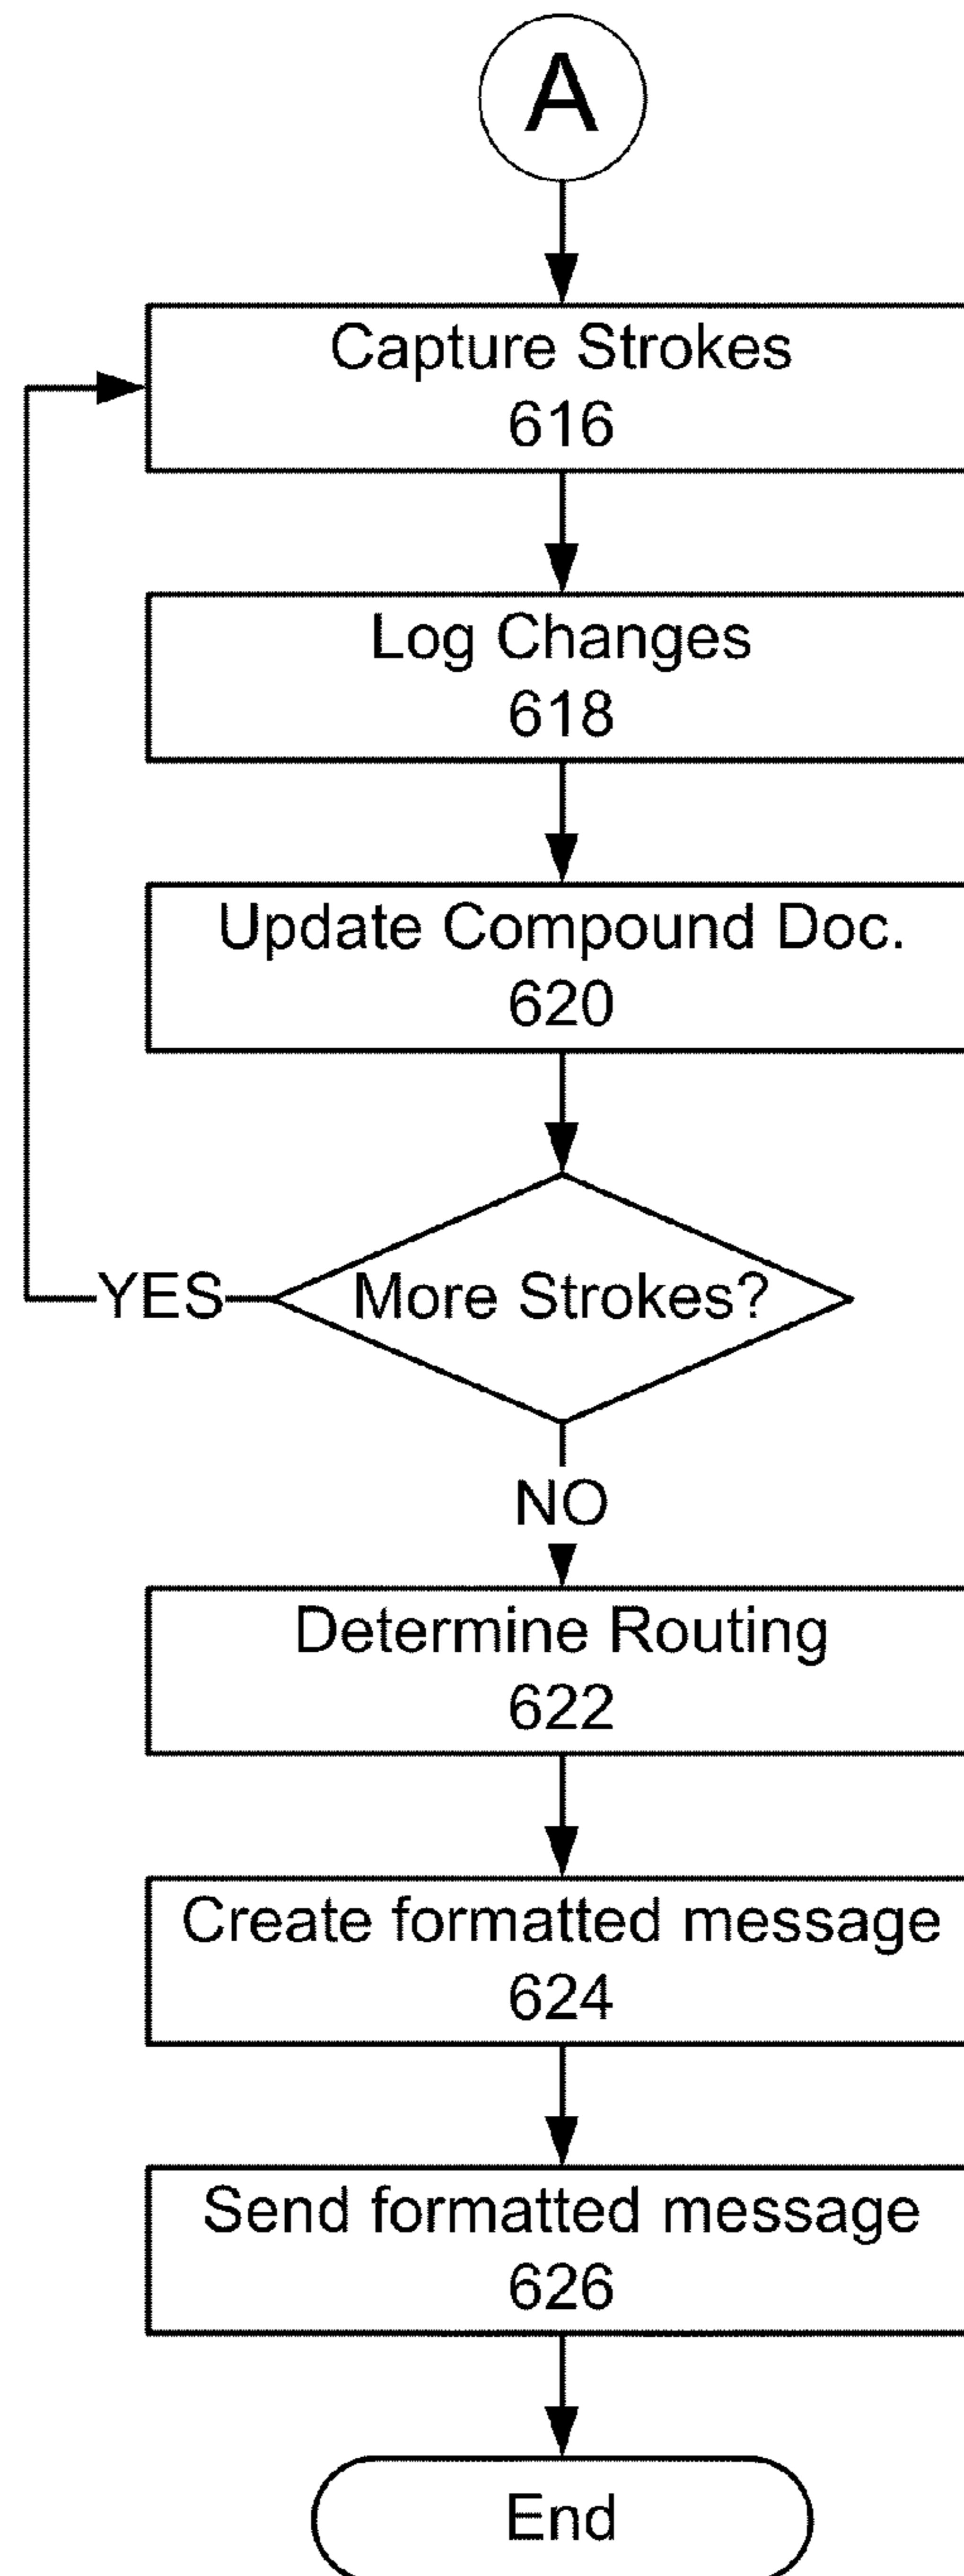 A
Capture Strokes
616
Log Changes
618
Update Compound Doc.
620
More Strokes?
YES
NO
Determine Routing
622
Create formatted message
624
Send formatted message
626
End